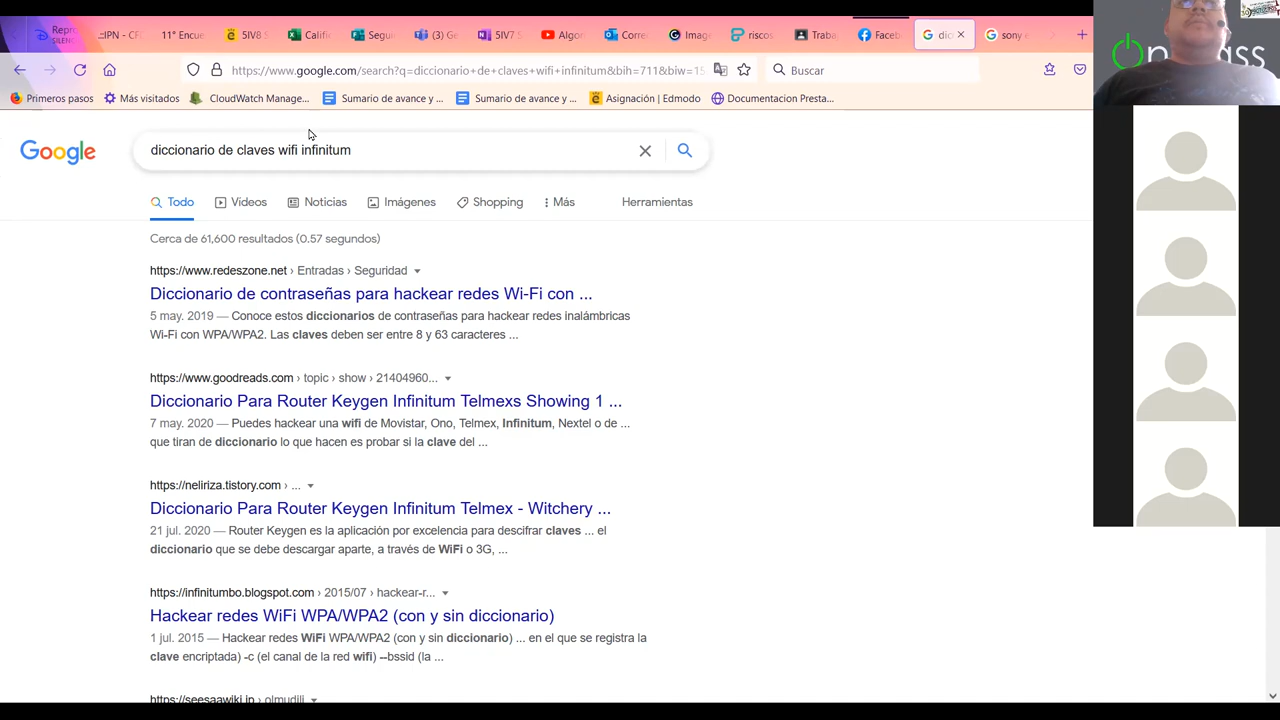 Repro
SILENC
::IPN - CF
11° Encue
5IV8 S
Califi
Segue
(3) Ge
5IV7 S
Algor
Corre
Image
riscos
Traba
Faceb
dic
sony e
https://www.google.com/search?q=diccionario+de+claves+wifi+infinitum&bih=711&biw=15
Buscar
Primeros pasos
Más visitados
CloudWatch Manage...
Sumario de avance y ...
Sumario de avance y ...
Asignación | Edmodo
Documentacion Presta...
Google
diccionario de claves wifi infinitum
Todo
Videos
Noticias
Imágenes
Shopping
Más
Herramientas
Cerca de 61,600 resultados (0.57 segundos)
https://www.redeszone.net › Entradas › Seguridad
Diccionario de contraseñas para hackear redes Wi-Fi con ...
5 may. 2019 — Conoce estos diccionarios de contraseñas para hackear redes inalámbricas
Wi-Fi con WPA/WPA2. Las claves deben ser entre 8 y 63 caracteres ...
https://www.goodreads.com › topic › show › 21404960...
Diccionario Para Router Keygen Infinitum Telmexs Showing 1 ...
7 may. 2020 — Puedes hackear una wifi de Movistar, Ono, Telmex, Infinitum, Nextel o de ...
que tiran de diccionario lo que hacen es probar si la clave del ...
https://neliriza.tistory.com › ...
Diccionario Para Router Keygen Infinitum Telmex - Witchery ...
21 jul. 2020 — Router Keygen es la aplicación por excelencia para descifrar claves ... el
diccionario que se debe descargar aparte, a través de WiFi o 3G, ...
https://infinitumbo.blogspot.com › 2015/07 › hackear-r...
Hackear redes WiFi WPA/WPA2 (con y sin diccionario)
1 jul. 2015 — Hackear redes WiFi WPA/WPA2 (con y sin diccionario) ... en el que se registra la
clave encriptada) -c (el canal de la red wifi) --bssid (la ...
https://seesaawiki.jp › olmudili